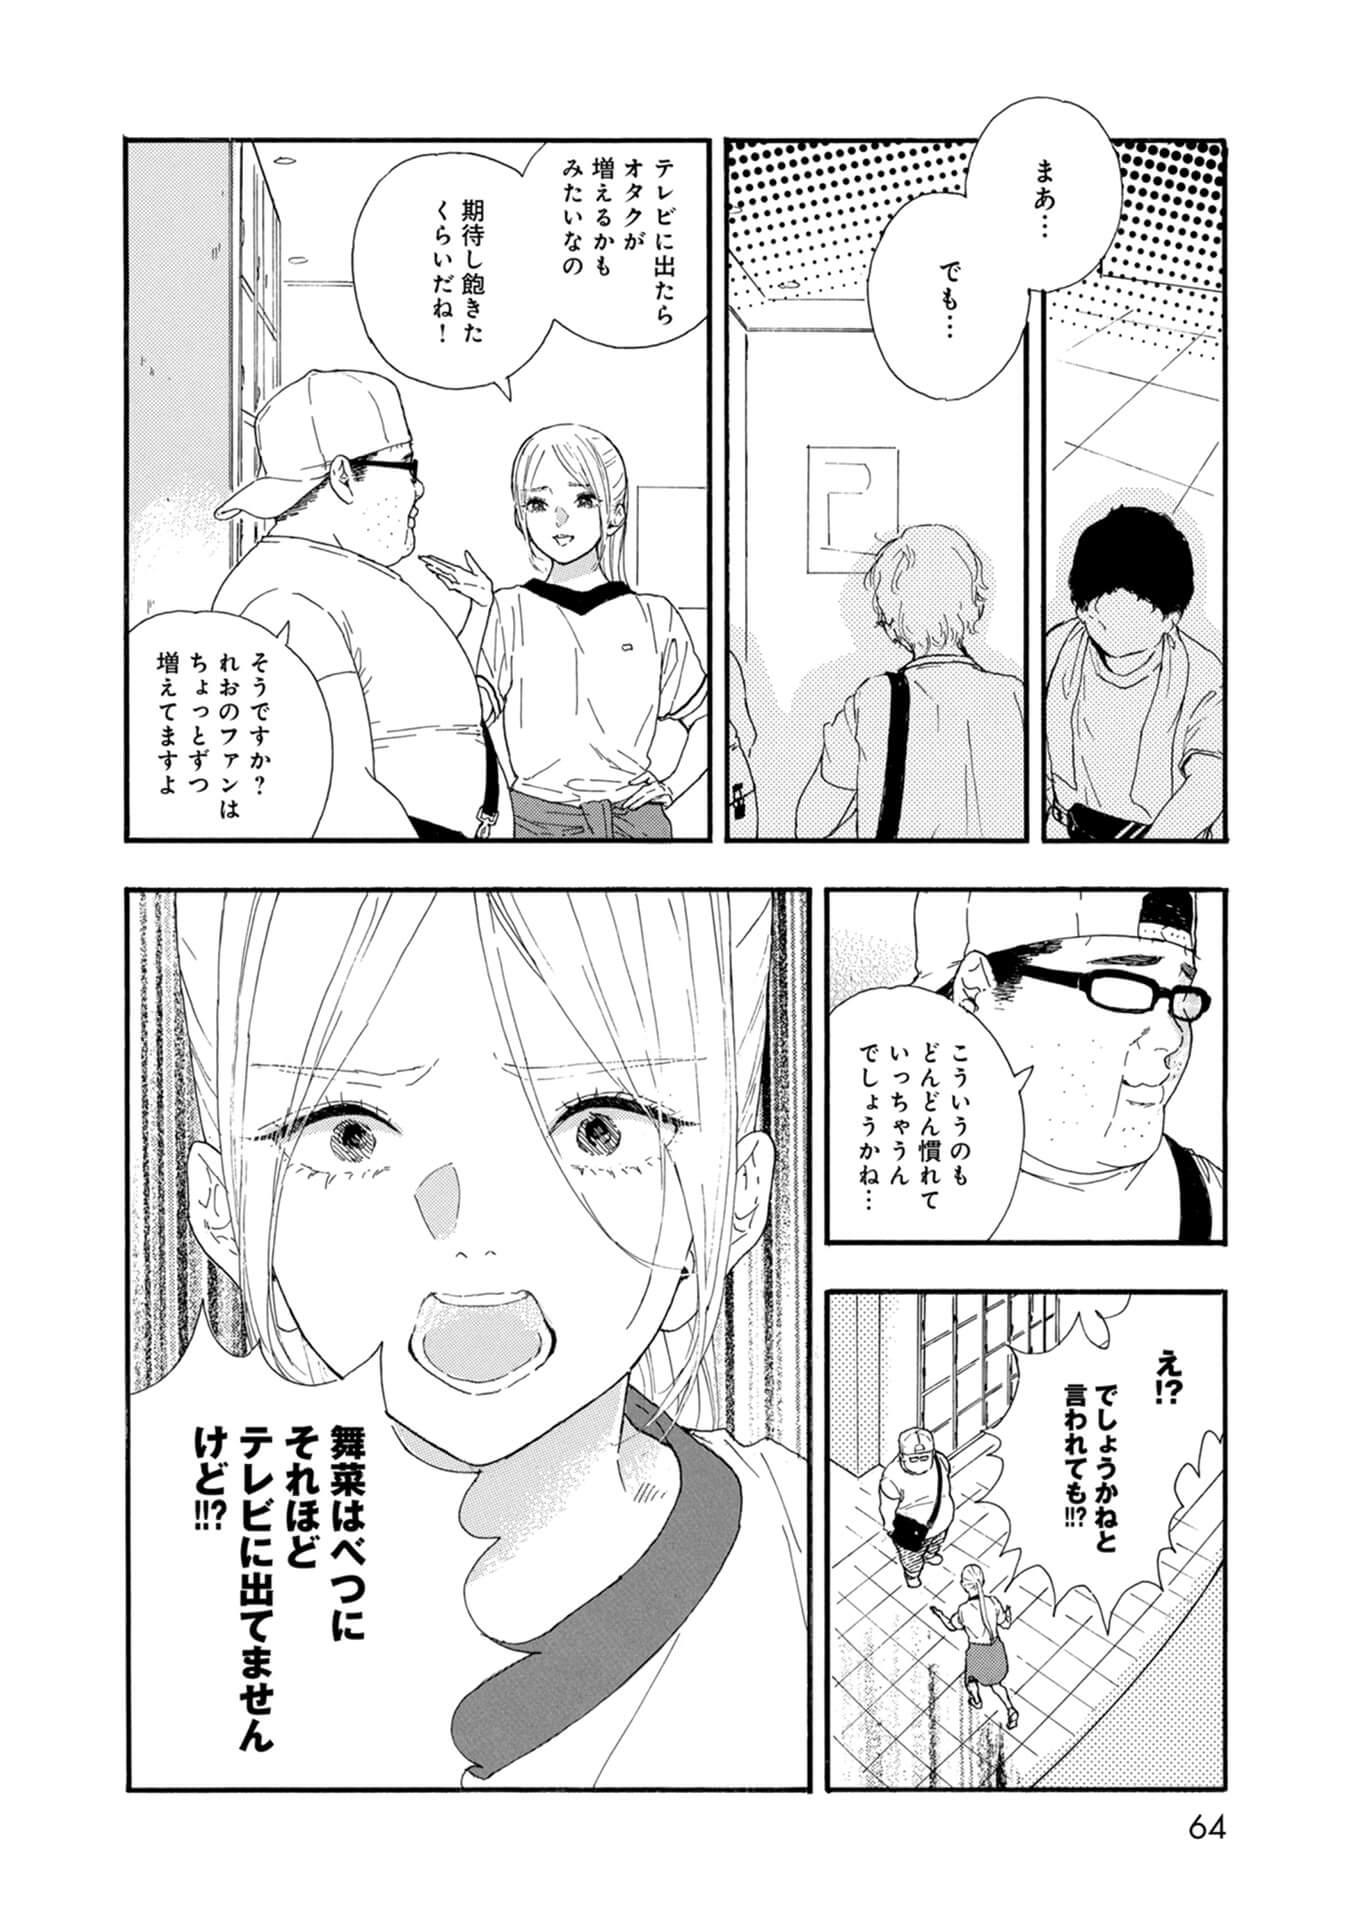 まあ…
でも…
テレビに出たら
オタクが
増えるかも
みたいなの
期待し飽きた
くらいだね！
そうですか？
れおのファンは
ちょっとずつ
増えてますよ
こういうのも
どんどん慣れて
いっちゃうん
でしょうかね…
え!?
でしょうかねと
言われても!!?
舞菜はべつに
それほど
テレビに出てません
けど!!?
64